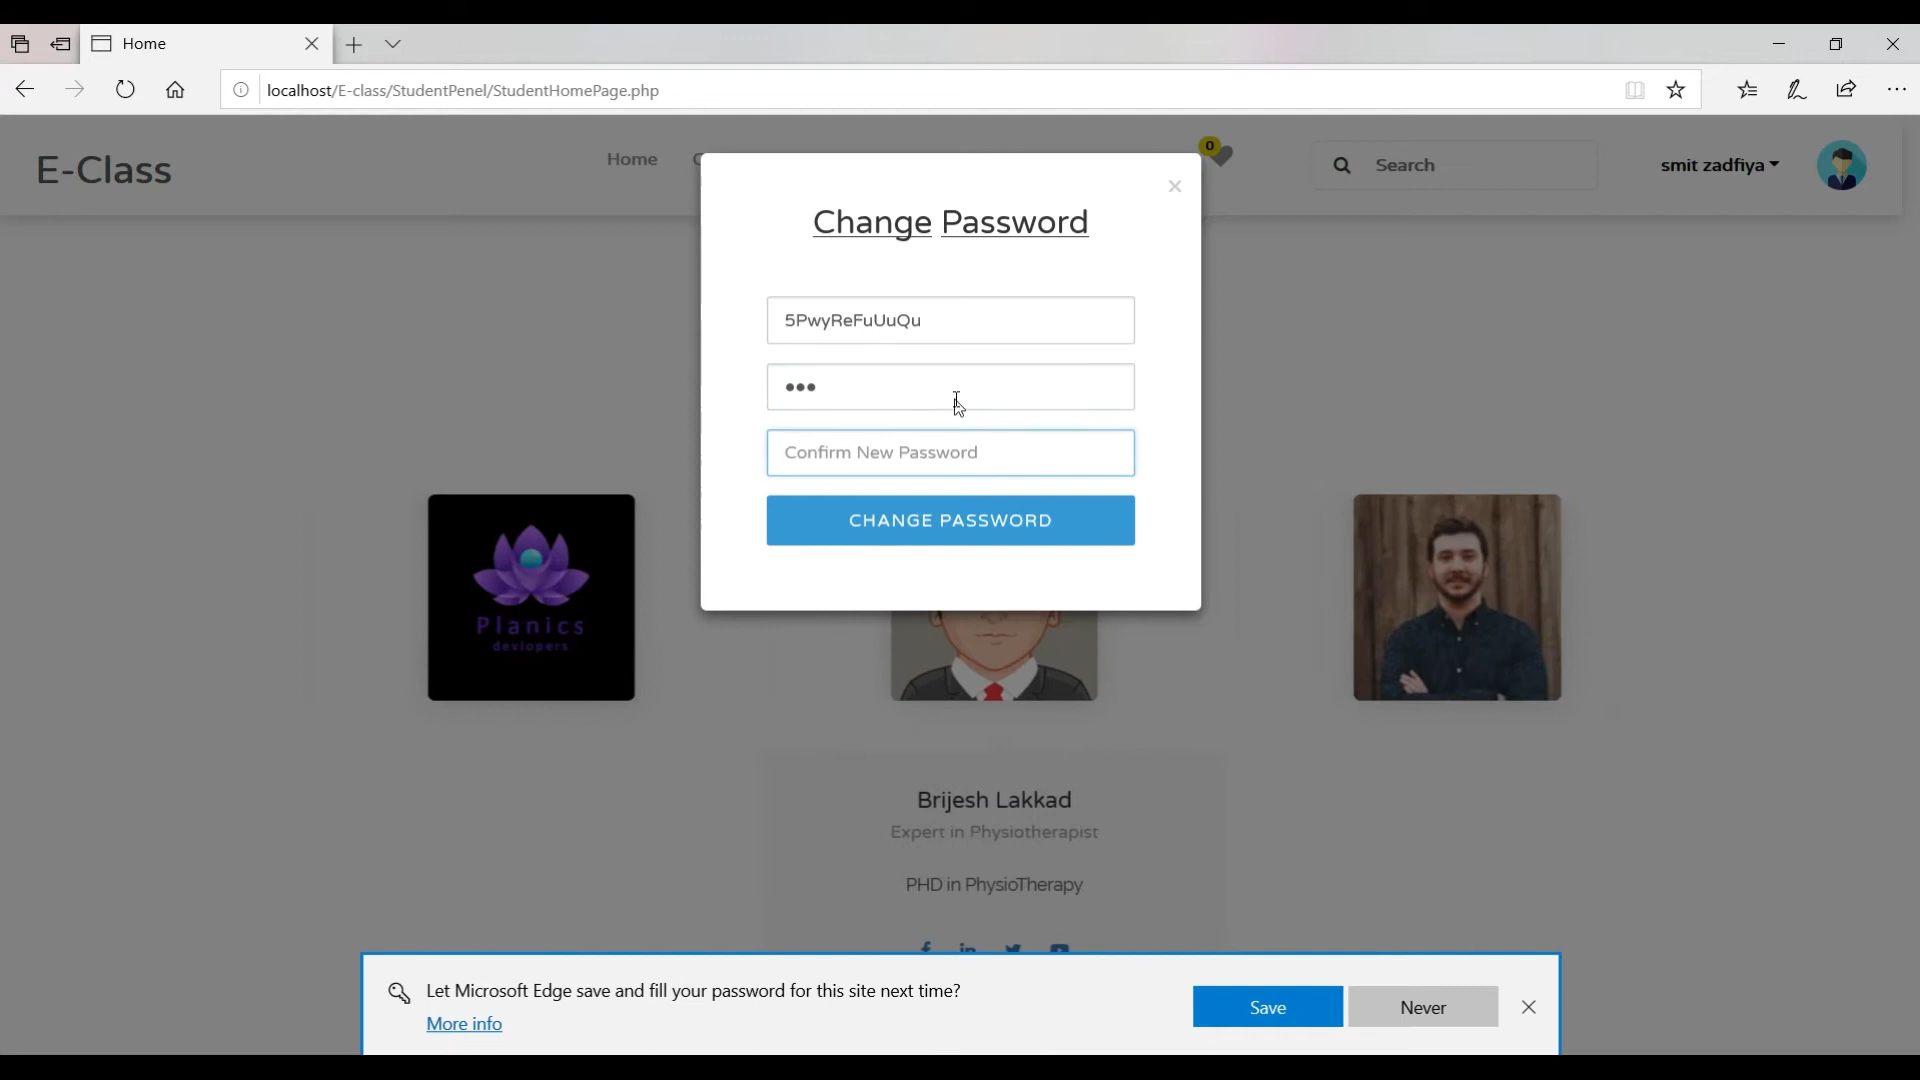 Home
localhost/E-class/StudentPenel/StudentHomePage.php
E-Class
Home
0
Search
smit zadfiya
Change Password
5PwyReFuUuQu
•••
Confirm New Password
CHANGE PASSWORD
Planics
devlopers
Brijesh Lakkad
Expert in Physiotherapist
PHD in PhysioTherapy
Let Microsoft Edge save and fill your password for this site next time?
More info
Save
Never